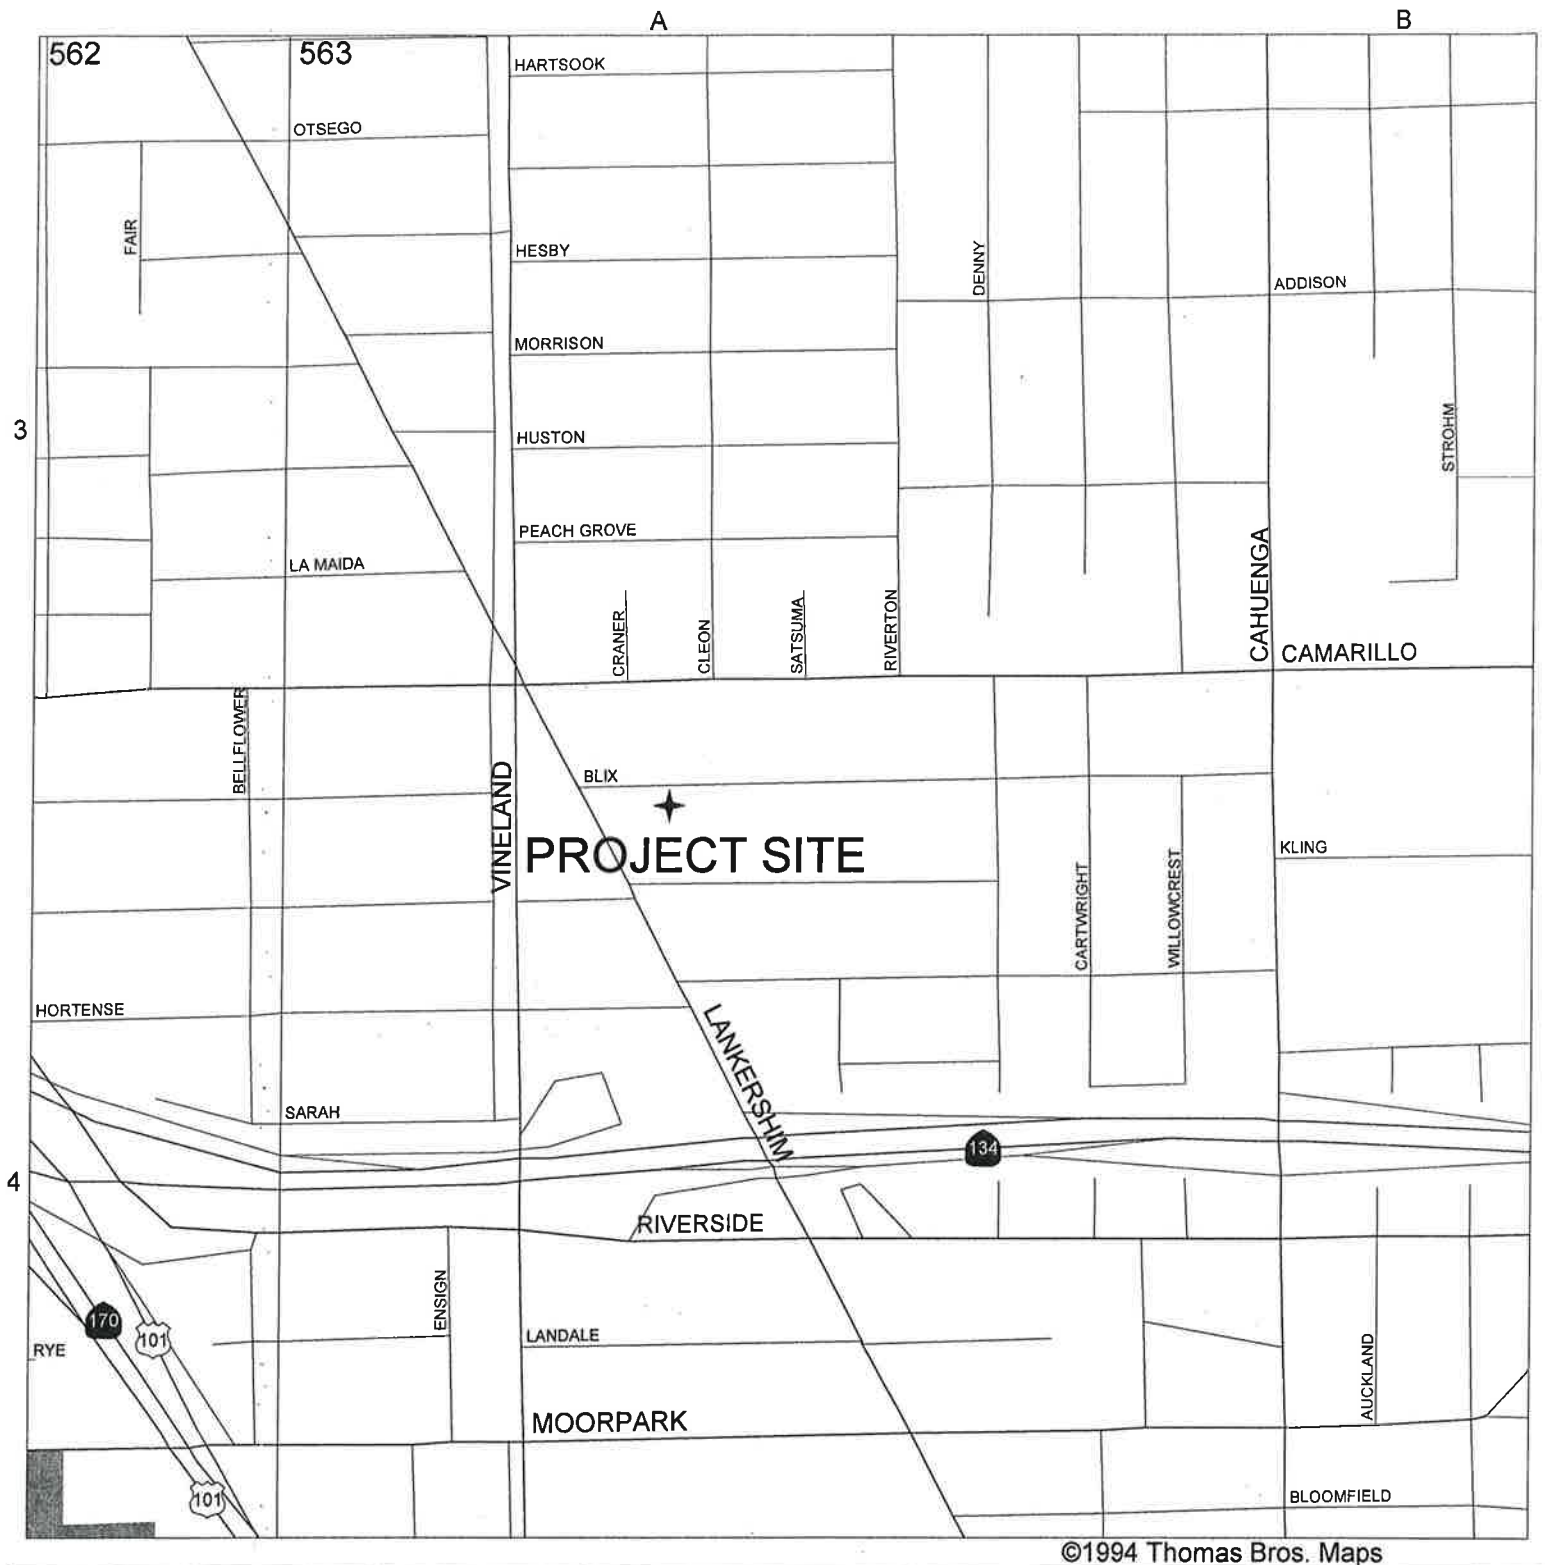 A
B
562
563
HARTSOOK
OTSEGO
FAIR
HESBY
DENNY
ADDISON
MORRISON
3
HUSTON
STROHM
PEACH GROVE
LA MAIDA
CRANER
CLEON
SATSUMA
RIVERTON
CAHUENGA
CAMARILLO
BELLFLOWER
VINELAND
BLIX
PROJECT SITE
KLING
CARTWRIGHT
WILLOWCREST
HORTENSE
LANKERSHIM
SARAH
134
4
RIVERSIDE
ENSIGN
170
101
LANDALE
RYE
AUCKLAND
MOORPARK
101
BLOOMFIELD
©1994 Thomas Bros. Maps